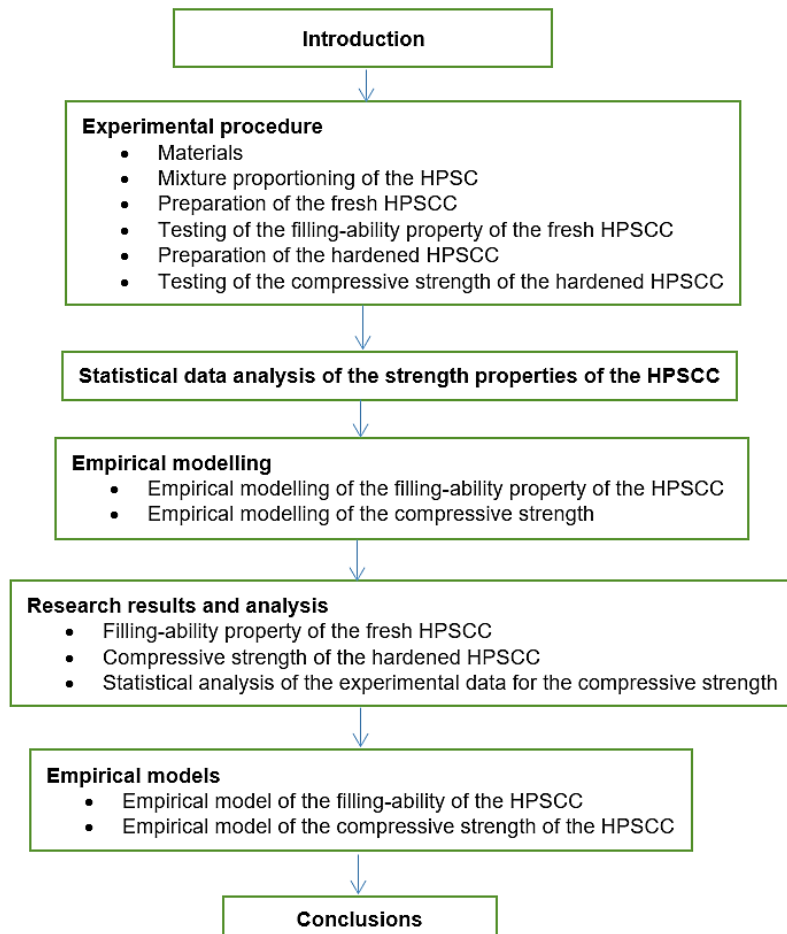 Introduction
Experimental procedure
• Materials
• Mixture proportioning of the HPSC
• Preparation of the fresh HPSCC
• Testing of the filling-ability property of the fresh HPSCC
• Preparation of the hardened HPSCC
• Testing of the compressive strength of the hardened HPSCC
Statistical data analysis of the strength properties of the HPSCC
Empirical modelling
• Empirical modelling of the filling-ability property of the HPSCC
• Empirical modelling of the compressive strength
Research results and analysis
• Filling-ability property of the fresh HPSCC
• Compressive strength of the hardened HPSCC
• Statistical analysis of the experimental data for the compressive strength
Empirical models
• Empirical model of the filling-ability of the HPSCC
• Empirical model of the compressive strength of the HPSCC
Conclusions